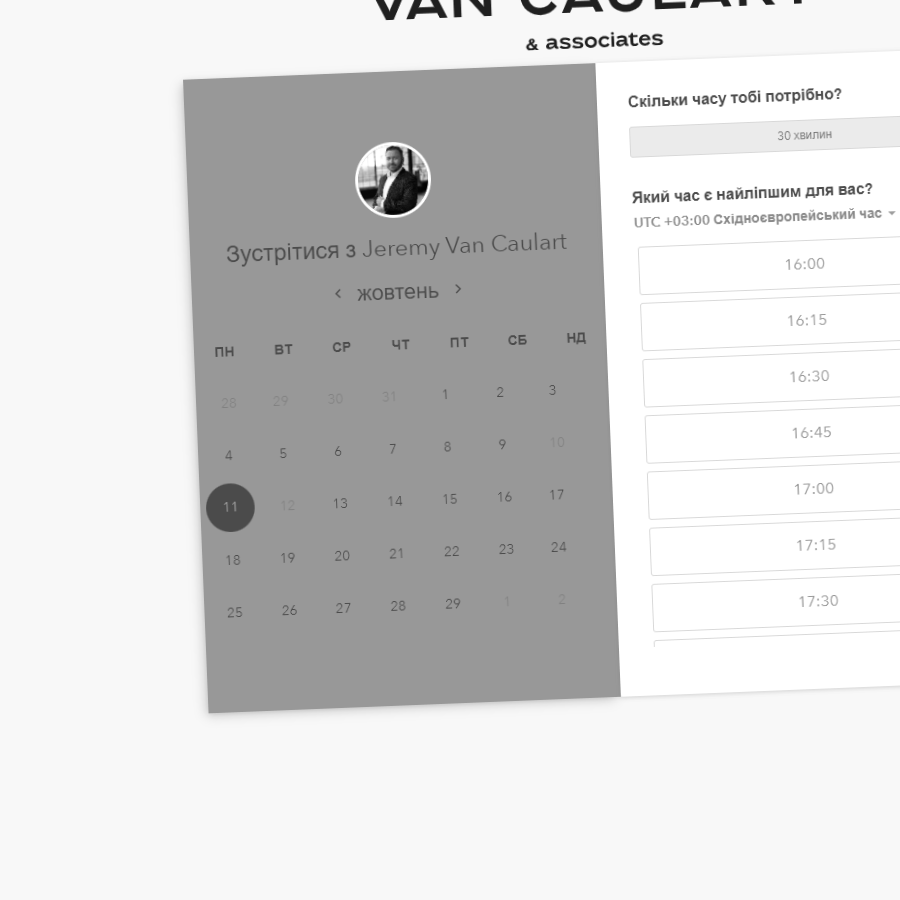 VAN CAULART
& associates
Зустрітися з Jeremy Van Caulart
жовтень
ПН ВТ СР ЧТ ПТ СБ НД
28 29 30 31 1 2 3
4 5 6 7 8 9 10
11 12 13 14 15 16 17
18 19 20 21 22 23 24
25 26 27 28 29 1 2
Скільки часу тобі потрібно?
30 хвилин
Який час є найліпшим для вас?
UTC +03:00 Східноєвропейський час
16:00
16:15
16:30
16:45
17:00
17:15
17:30